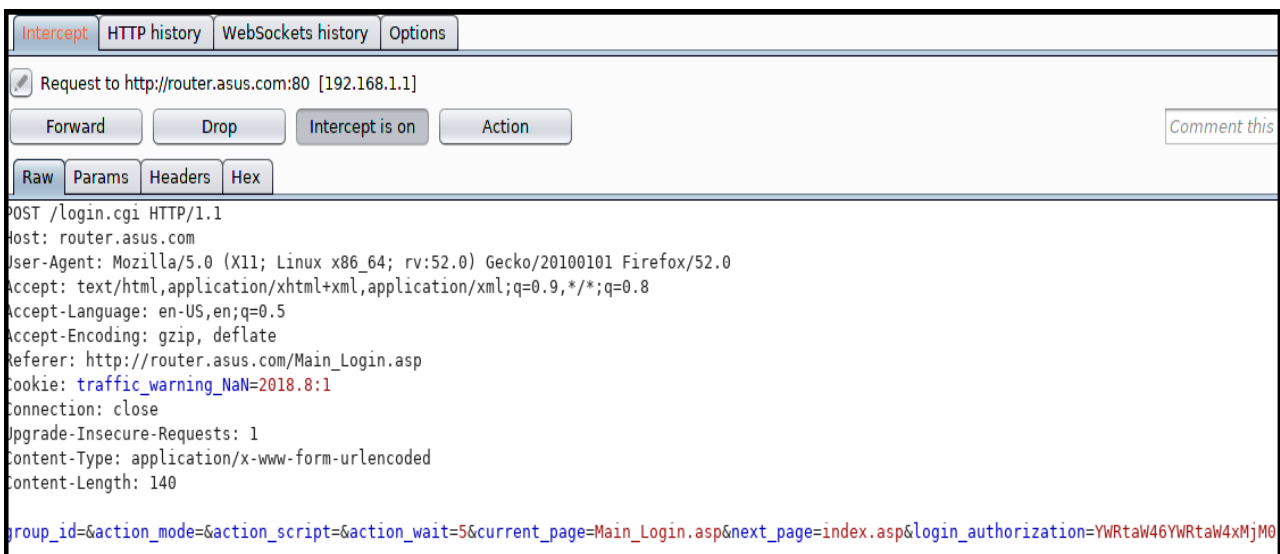 Intercept HTTP history WebSockets history Options
Request to http://router.asus.com:80 [192.168.1.1]
Forward Drop Intercept is on Action Comment this
Raw Params Headers Hex
POST /login.cgi HTTP/1.1
Host: router.asus.com
User-Agent: Mozilla/5.0 (X11; Linux x86_64; rv:52.0) Gecko/20100101 Firefox/52.0
Accept: text/html,application/xhtml+xml,application/xml;q=0.9,*/*;q=0.8
Accept-Language: en-US,en;q=0.5
Accept-Encoding: gzip, deflate
Referer: http://router.asus.com/Main_Login.asp
Cookie: traffic_warning_NaN=2018.8:1
Connection: close
Upgrade-Insecure-Requests: 1
Content-Type: application/x-www-form-urlencoded
Content-Length: 140
group_id=&action_mode=&action_script=&action_wait=5&current_page=Main_Login.asp&next_page=index.asp&login_authorization=YWRtaW46YWRtaW4xMjM0